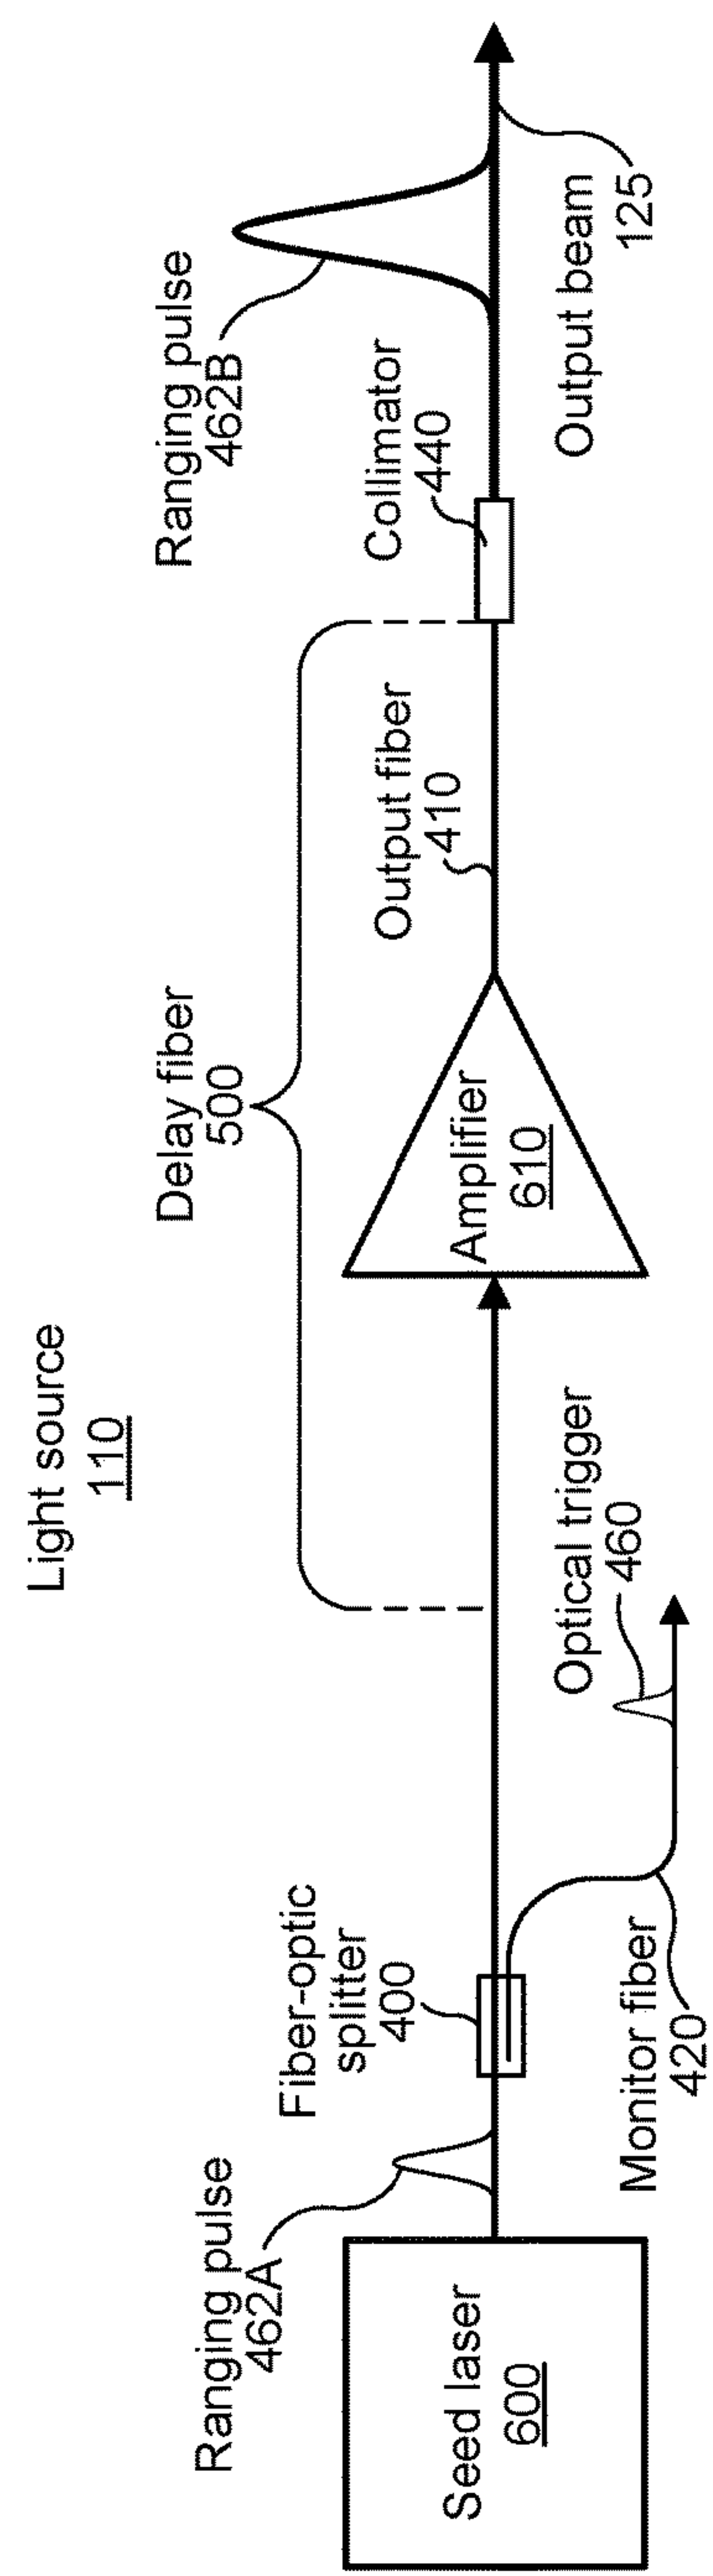 Light source
110
Seed laser
600
Ranging pulse
462A
Fiber-optic
splitter
400
Monitor fiber
420
Optical trigger
460
Delay fiber
500
Amplifier
610
Output fiber
410
Collimator
440
Ranging pulse
462B
Output beam
125